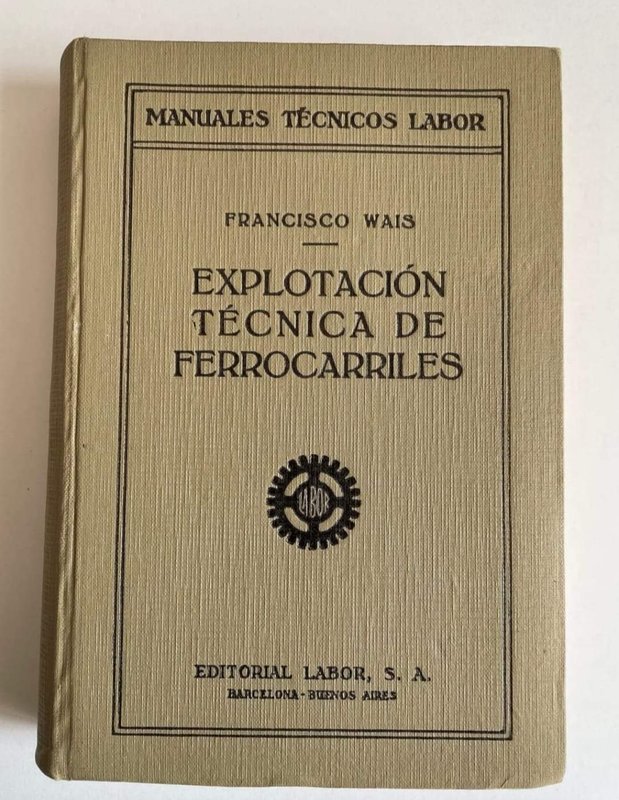 MANUALES TÉCNICOS LABOR
FRANCISCO WAIS
EXPLOTACIÓN
TÉCNICA DE
FERROCARRILES
LABOR
EDITORIAL LABOR, S. A.
BARCELONA - BUENOS AIRES